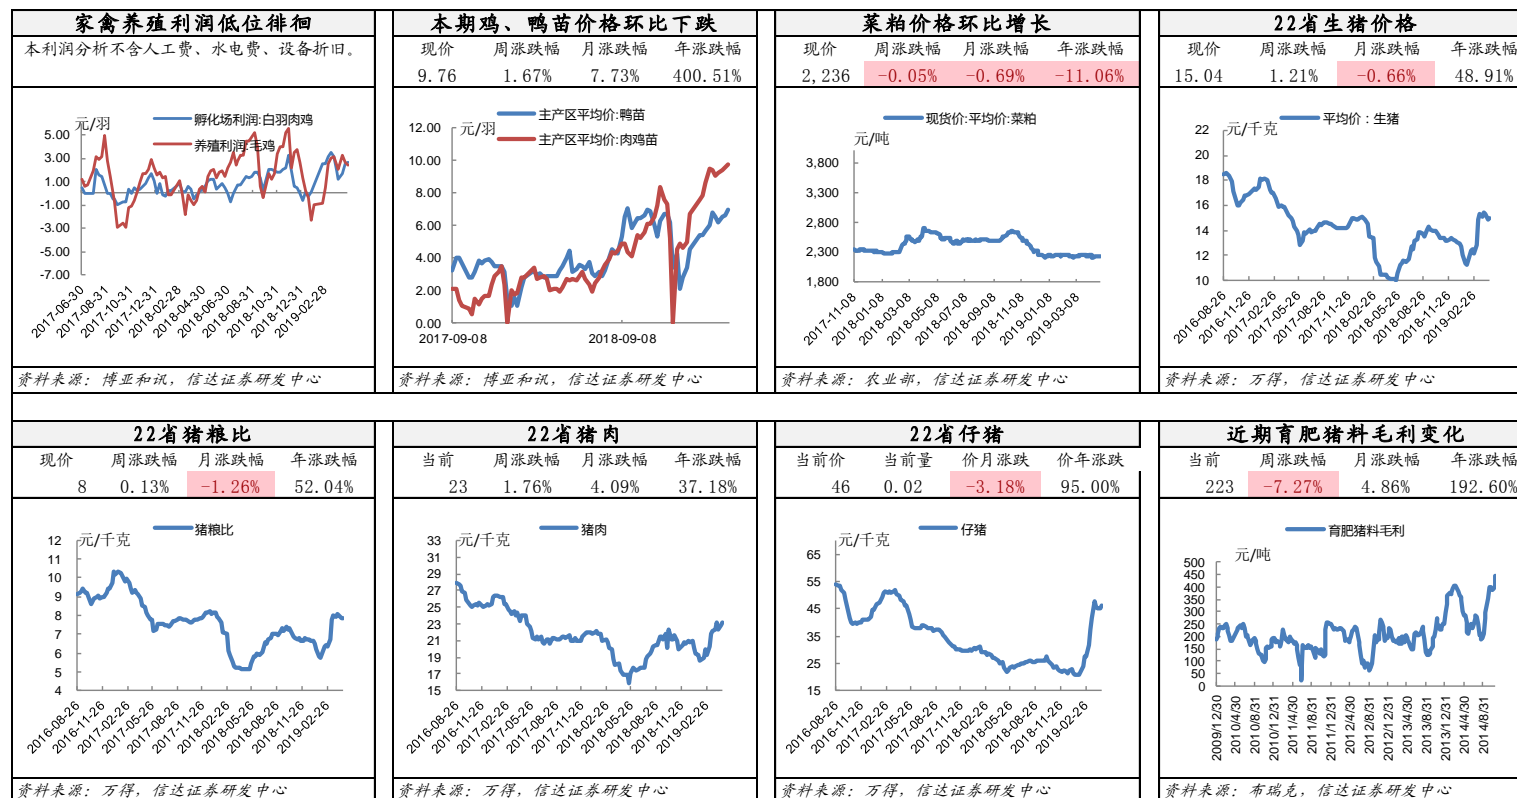 家禽养殖利润低位徘徊
本利润分析不含人工费、水电费、设备折旧。
元/羽
孵化场利润:白羽肉鸡
养殖利润:毛鸡
5.00
3.00
1.00
-1.00
-3.00
-5.00
-7.00
2017-06-30
2017-08-31
2017-10-31
2017-12-31
2018-02-28
2018-04-30
2018-06-30
2018-08-31
2018-10-31
2018-12-31
2019-02-28
资料来源：博亚和讯，信达证券研发中心
本期鸡、鸭苗价格环比下跌
现价 周涨跌幅 月涨跌幅 年涨跌幅
9.76 1.67% 7.73% 400.51%
元/羽
主产区平均价:鸭苗
主产区平均价:肉鸡苗
12.00
10.00
8.00
6.00
4.00
2.00
0.00
2017-09-08 2018-09-08
资料来源：博亚和讯，信达证券研发中心
菜粕价格环比增长
现价 周涨跌幅 月涨跌幅 年涨跌幅
2,236 -0.05% -0.69% -11.06%
现货价:平均价:菜粕
元/吨
3,800
3,300
2,800
2,300
1,800
2017-11-08
2018-01-08
2018-03-08
2018-05-08
2018-07-08
2018-09-08
2018-11-08
2019-01-08
2019-03-08
资料来源：农业部，信达证券研发中心
22省生猪价格
现价 周涨跌幅 月涨跌幅 年涨跌幅
15.04 1.21% -0.66% 48.91%
平均价：生猪
元/千克
22
20
18
16
14
12
10
2016-08-26
2016-11-26
2017-02-26
2017-05-26
2017-08-26
2017-11-26
2018-02-26
2018-05-26
2018-08-26
2018-11-26
2019-02-26
资料来源：万得，信达证券研发中心
22省猪粮比
现价 周涨跌幅 月涨跌幅 年涨跌幅
8 0.13% -1.26% 52.04%
猪粮比
元/千克
12
11
10
9
8
7
6
5
4
2016-08-26
2016-11-26
2017-02-26
2017-05-26
2017-08-26
2017-11-26
2018-02-26
2018-05-26
2018-08-26
2018-11-26
2019-02-26
资料来源：万得，信达证券研发中心
22省猪肉
当前 周涨跌幅 月涨跌幅 年涨跌幅
23 1.76% 4.09% 37.18%
猪肉
元/千克
33
31
29
27
25
23
21
19
17
15
2016-08-26
2016-11-26
2017-02-26
2017-05-26
2017-08-26
2017-11-26
2018-02-26
2018-05-26
2018-08-26
2018-11-26
2019-02-26
资料来源：万得，信达证券研发中心
22省仔猪
当前价 当前量 价月涨跌 价年涨跌
46 0.02 -3.18% 95.00%
仔猪
元/千克
65
55
45
35
25
15
2016-08-26
2016-11-26
2017-02-26
2017-05-26
2017-08-26
2017-11-26
2018-02-26
2018-05-26
2018-08-26
2018-11-26
2019-02-26
资料来源：万得，信达证券研发中心
近期育肥猪料毛利变化
当前 周涨跌幅 月涨跌幅 年涨跌幅
223 -7.27% 4.86% 192.60%
育肥猪料毛利
元/吨
500
450
400
350
300
250
200
150
100
50
0
2009/12/30
2010/4/30
2010/8/31
2010/12/31
2011/4/30
2011/8/31
2011/12/31
2012/4/30
2012/8/31
2012/12/31
2013/4/30
2013/8/31
2013/12/31
2014/4/30
2014/8/31
资料来源：布瑞克，信达证券研发中心